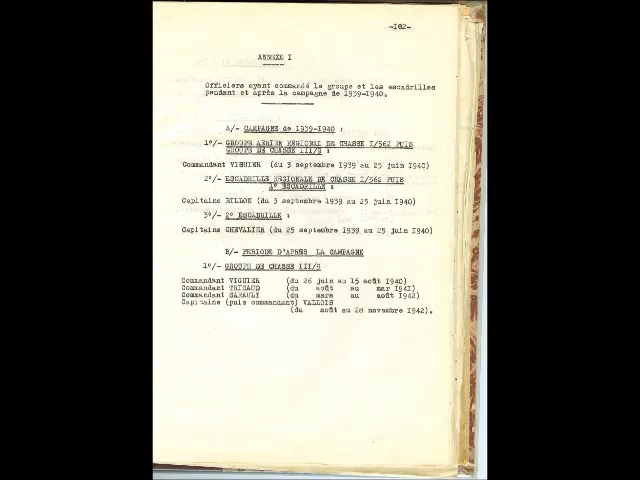 -102-
ANNEXE I
Officiers ayant commandé le groupe et les escadrilles
pendant et après la campagne de 1939-1940.
A/- CAMPAGNE de 1939-1940 :
1°/- GROUPE AERIEN REGIONAL DE CHASSE I/562 PUIS
GROUPE DE CHASSE III/9 :
Commandant VIGUIER (du 3 septembre 1939 au 25 juin 1940)
2°/- ESCADRILLE REGIONALE DE CHASSE I/562 PUIS
1° ESCADRILLE :
Capitaine BILLON (du 3 septembre 1939 au 25 juin 1940)
3°/- 2° ESCADRILLE :
Capitaine CHEVALIER (du 25 septembre 1939 au 25 juin 1940)
B/- PERIODE D'APRES LA CAMPAGNE
1°/- GROUPE DE CHASSE III/9
Commandant VIGUIER (du 26 juin au 15 août 1940)
Commandant TRICAUD (du août au mar 1941)
Commandant SARAULT (du mars au août 1942)
Capitaine (puis commandant) VALLOIS
(du août au 28 novembre 1942).